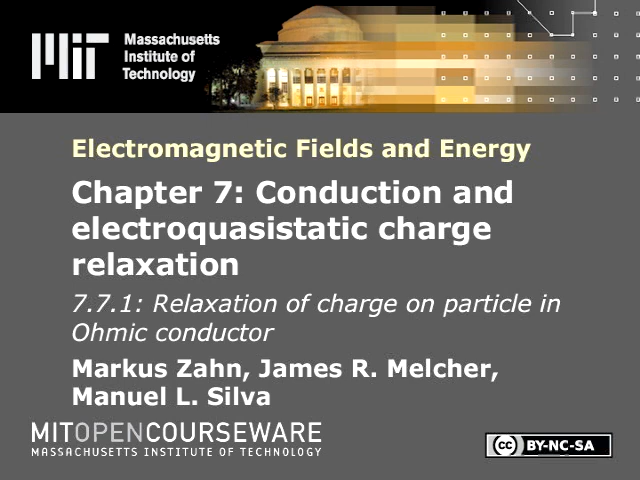 MIT
Massachusetts
Institute of
Technology
Electromagnetic Fields and Energy
Chapter 7: Conduction and
electroquasistatic charge
relaxation
7.7.1: Relaxation of charge on particle in
Ohmic conductor
Markus Zahn, James R. Melcher,
Manuel L. Silva
MITOPENCOURSEWARE
MASSACHUSETTS INSTITUTE OF TECHNOLOGY
cc BY-NC-SA